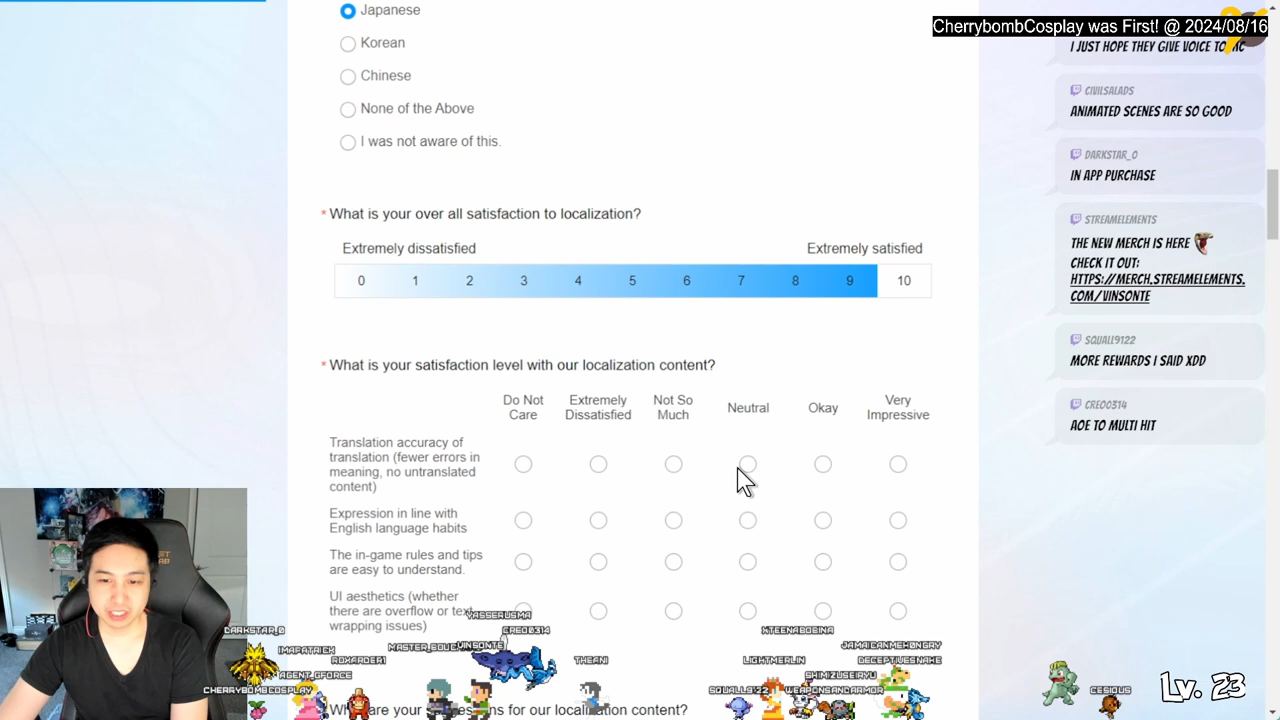 Japanese
Korean
Chinese
None of the Above
I was not aware of this.
* What is your over all satisfaction to localization?
Extremely dissatisfied
Extremely satisfied
0 1 2 3 4 5 6 7 8 9 10
* What is your satisfaction level with our localization content?
Do Not Care
Extremely Dissatisfied
Not So Much
Neutral
Okay
Very Impressive
Translation accuracy of
translation (fewer errors in
meaning, no untranslated
content)
Expression in line with
English language habits
The in-game rules and tips
are easy to understand.
UI aesthetics (whether
there are overflow or text
wrapping issues)
CherrybombCosplay was First! @ 2024/08/16
I JUST HOPE THEY GIVE VOICE TO MC
CIVILSALADS
ANIMATED SCENES ARE SO GOOD
DARKSTAR_0
IN APP PURCHASE
STREAMELEMENTS
THE NEW MERCH IS HERE
CHECK IT OUT:
HTTPS://MERCH.STREAMELEMENTS.
COM/VINSONTE
SQUALL9122
MORE REWARDS I SAID XDD
CREO0314
AOE TO MULTI HIT
YASSERUSMA
DARKSTAR_0
CREO0314
XTEENABOBINA
IMAPATRICK
VINSONTE
JAMAICANMEHONGRY
ROXARDER1
THEANI
LIGHTMERLIN
DECEPTIVESNAKE
AGENT_GFORCE
SHIMIZUSEIRYU
CHERRYBOMBCOSPLAY
SQUALL9122
WEAPONSANDARMOR
CESIOUS
Lv. 23
for our localization content?